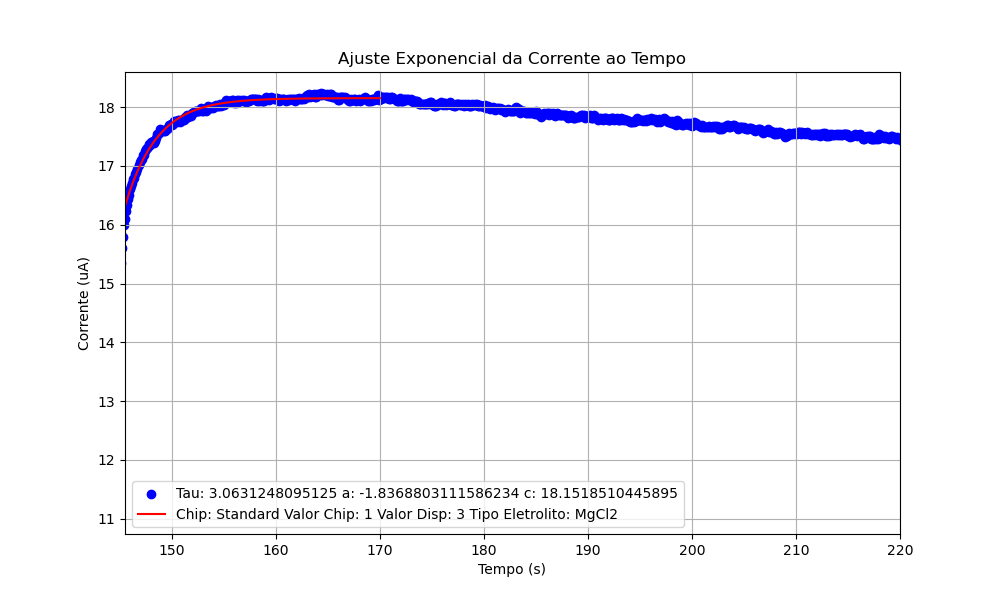 Ajuste Exponencial da Corrente ao Tempo
Corrente (uA)
18
17
16
15
14
13
12
11
Tau: 3.0631248095125 a: -1.8368803111586234 c: 18.1518510445895
Chip: Standard Valor Chip: 1 Valor Disp: 3 Tipo Eletrolito: MgCl2
150 160 170 180 190 200 210 220
Tempo (s)